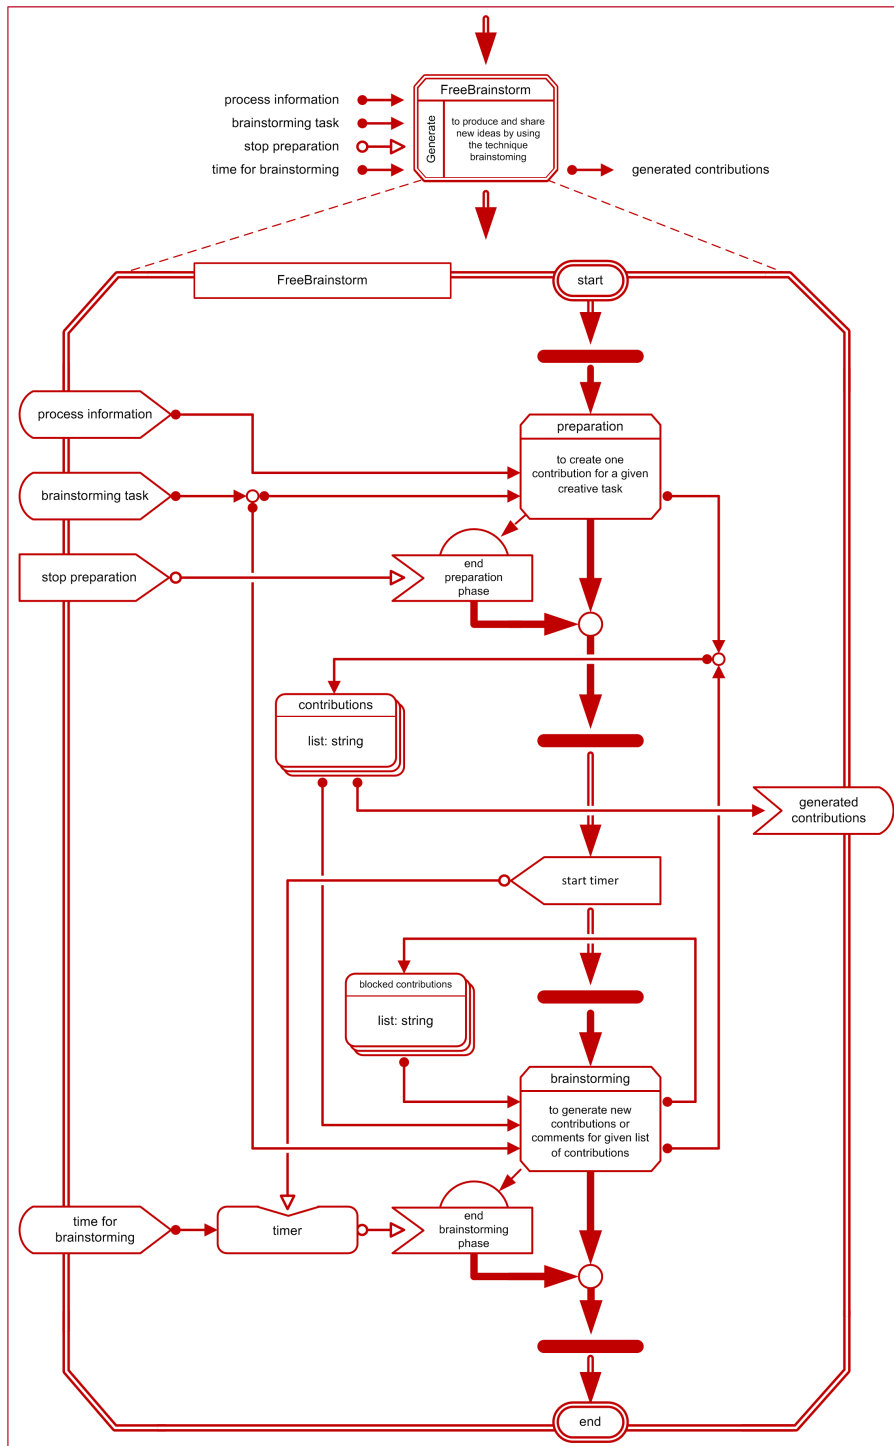 FreeBrainstorm
process information
brainstorming task
stop preparation
time for brainstorming
Generate
to produce and share
new ideas by using
the technique
brainstoming
generated contributions
FreeBrainstorm
start
process information
preparation
to create one
contribution for a given
creative task
brainstorming task
stop preparation
end
preparation
phase
contributions
list: string
generated
contributions
start timer
blocked contributions
list: string
brainstorming
to generate new
contributions or
comments for given list
of contributions
time for
brainstorming
timer
end
brainstorming
phase
end